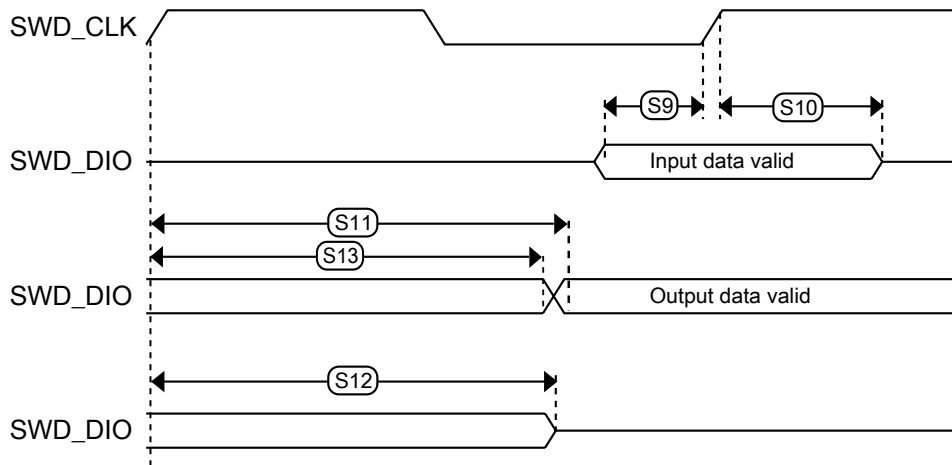 SWD_CLK
S9
S10
SWD_DIO
Input data valid
S11
S13
SWD_DIO
Output data valid
S12
SWD_DIO